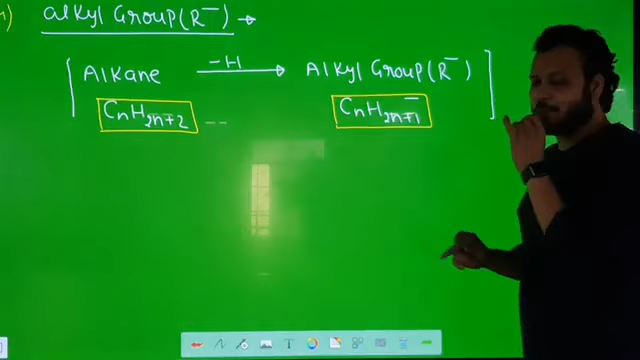 Alkyl Group(R⁻) →
Alkane —H→ Alkyl Group(R⁻)
CnH2n+2 -- CnH2n+1⁻
T